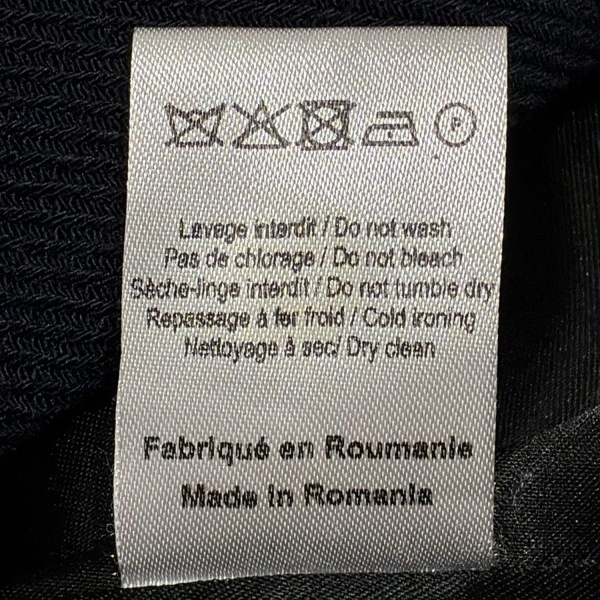 P
Lavage interdit / Do not wash
Pas de chlorage / Do not bleach
Sèche-linge interdit / Do not tumble dry
Repassage à fer froid / Cold ironing
Nettoyage à sec/ Dry clean
Fabriqué en Roumanie
Made in Romania